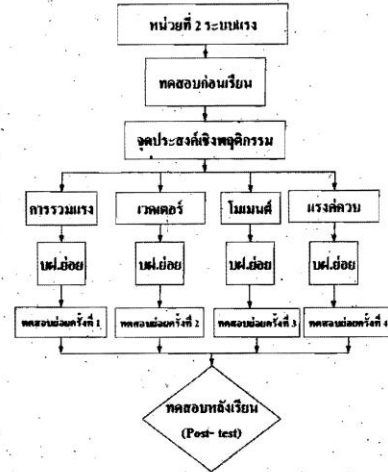 หน่วยที่ 2 ระบบแรง
ทดสอบก่อนเรียน
จุดประสงค์เชิงพฤติกรรม
การรวมแรง
เวคเตอร์
โมเมนต์
แรงคู่ควบ
บฝ.ย่อย
บฝ.ย่อย
บฝ.ย่อย
บฝ.ย่อย
ทดสอบย่อยครั้งที่ 1
ทดสอบย่อยครั้งที่ 2
ทดสอบย่อยครั้งที่ 3
ทดสอบย่อยครั้งที่ 4
ทดสอบหลังเรียน
(Post- test)